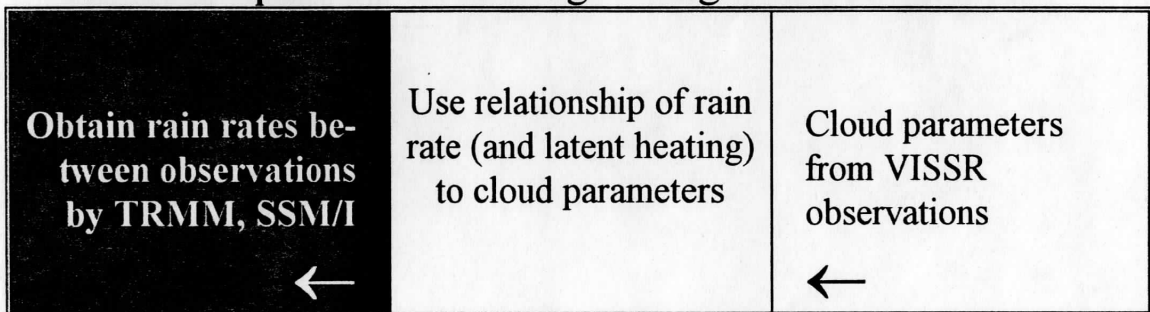 Obtain rain rates be-
tween observations
by TRMM, SSM/I
←
Use relationship of rain
rate (and latent heating)
to cloud parameters
Cloud parameters
from VISSR
observations
←